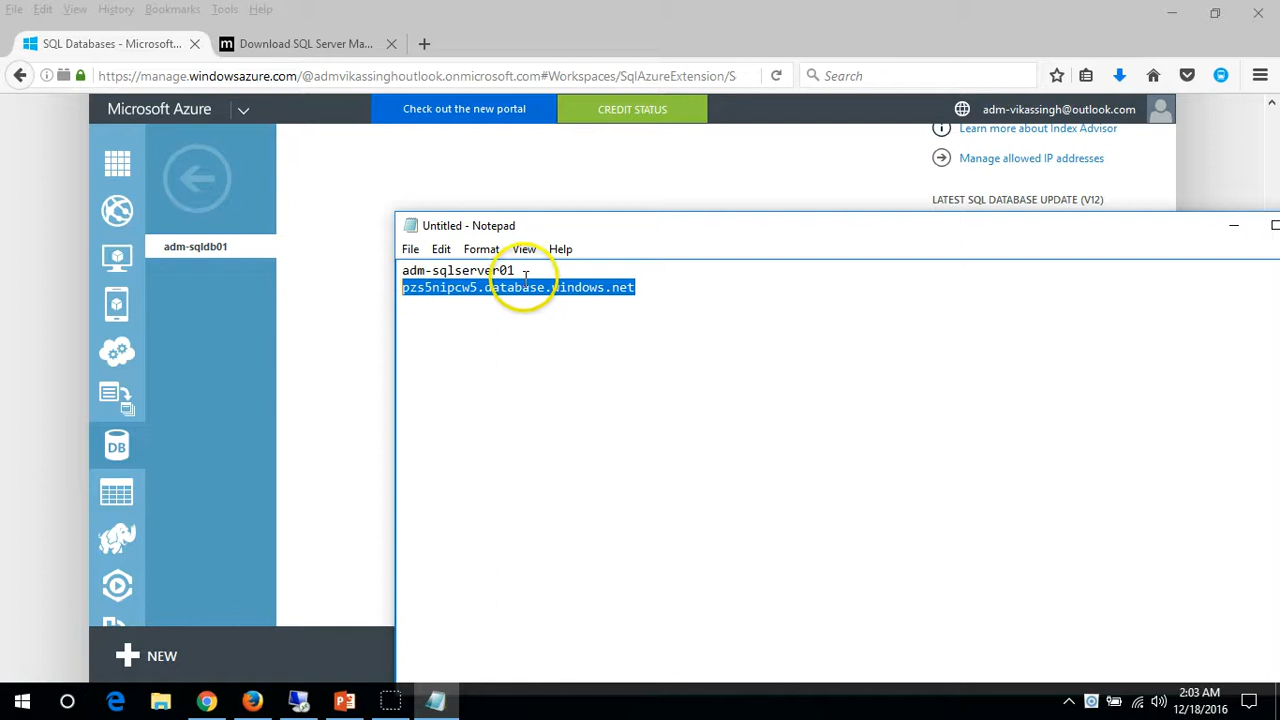 File Edit View History Bookmarks Tools Help
SQL Databases - Microsoft...
Download SQL Server Ma...
https://manage.windowsazure.com/@admvikassinghoutlook.onmicrosoft.com#Workspaces/SqlAzureExtension/S
Search
Microsoft Azure
Check out the new portal
CREDIT STATUS
adm-vikassingh@outlook.com
Learn more about Index Advisor
Manage allowed IP addresses
LATEST SQL DATABASE UPDATE (V12)
adm-sqldb01
Untitled - Notepad
File Edit Format View Help
adm-sqlserver01
pzs5nipcw5.database.windows.net
DB
NEW
2:03 AM
12/18/2016